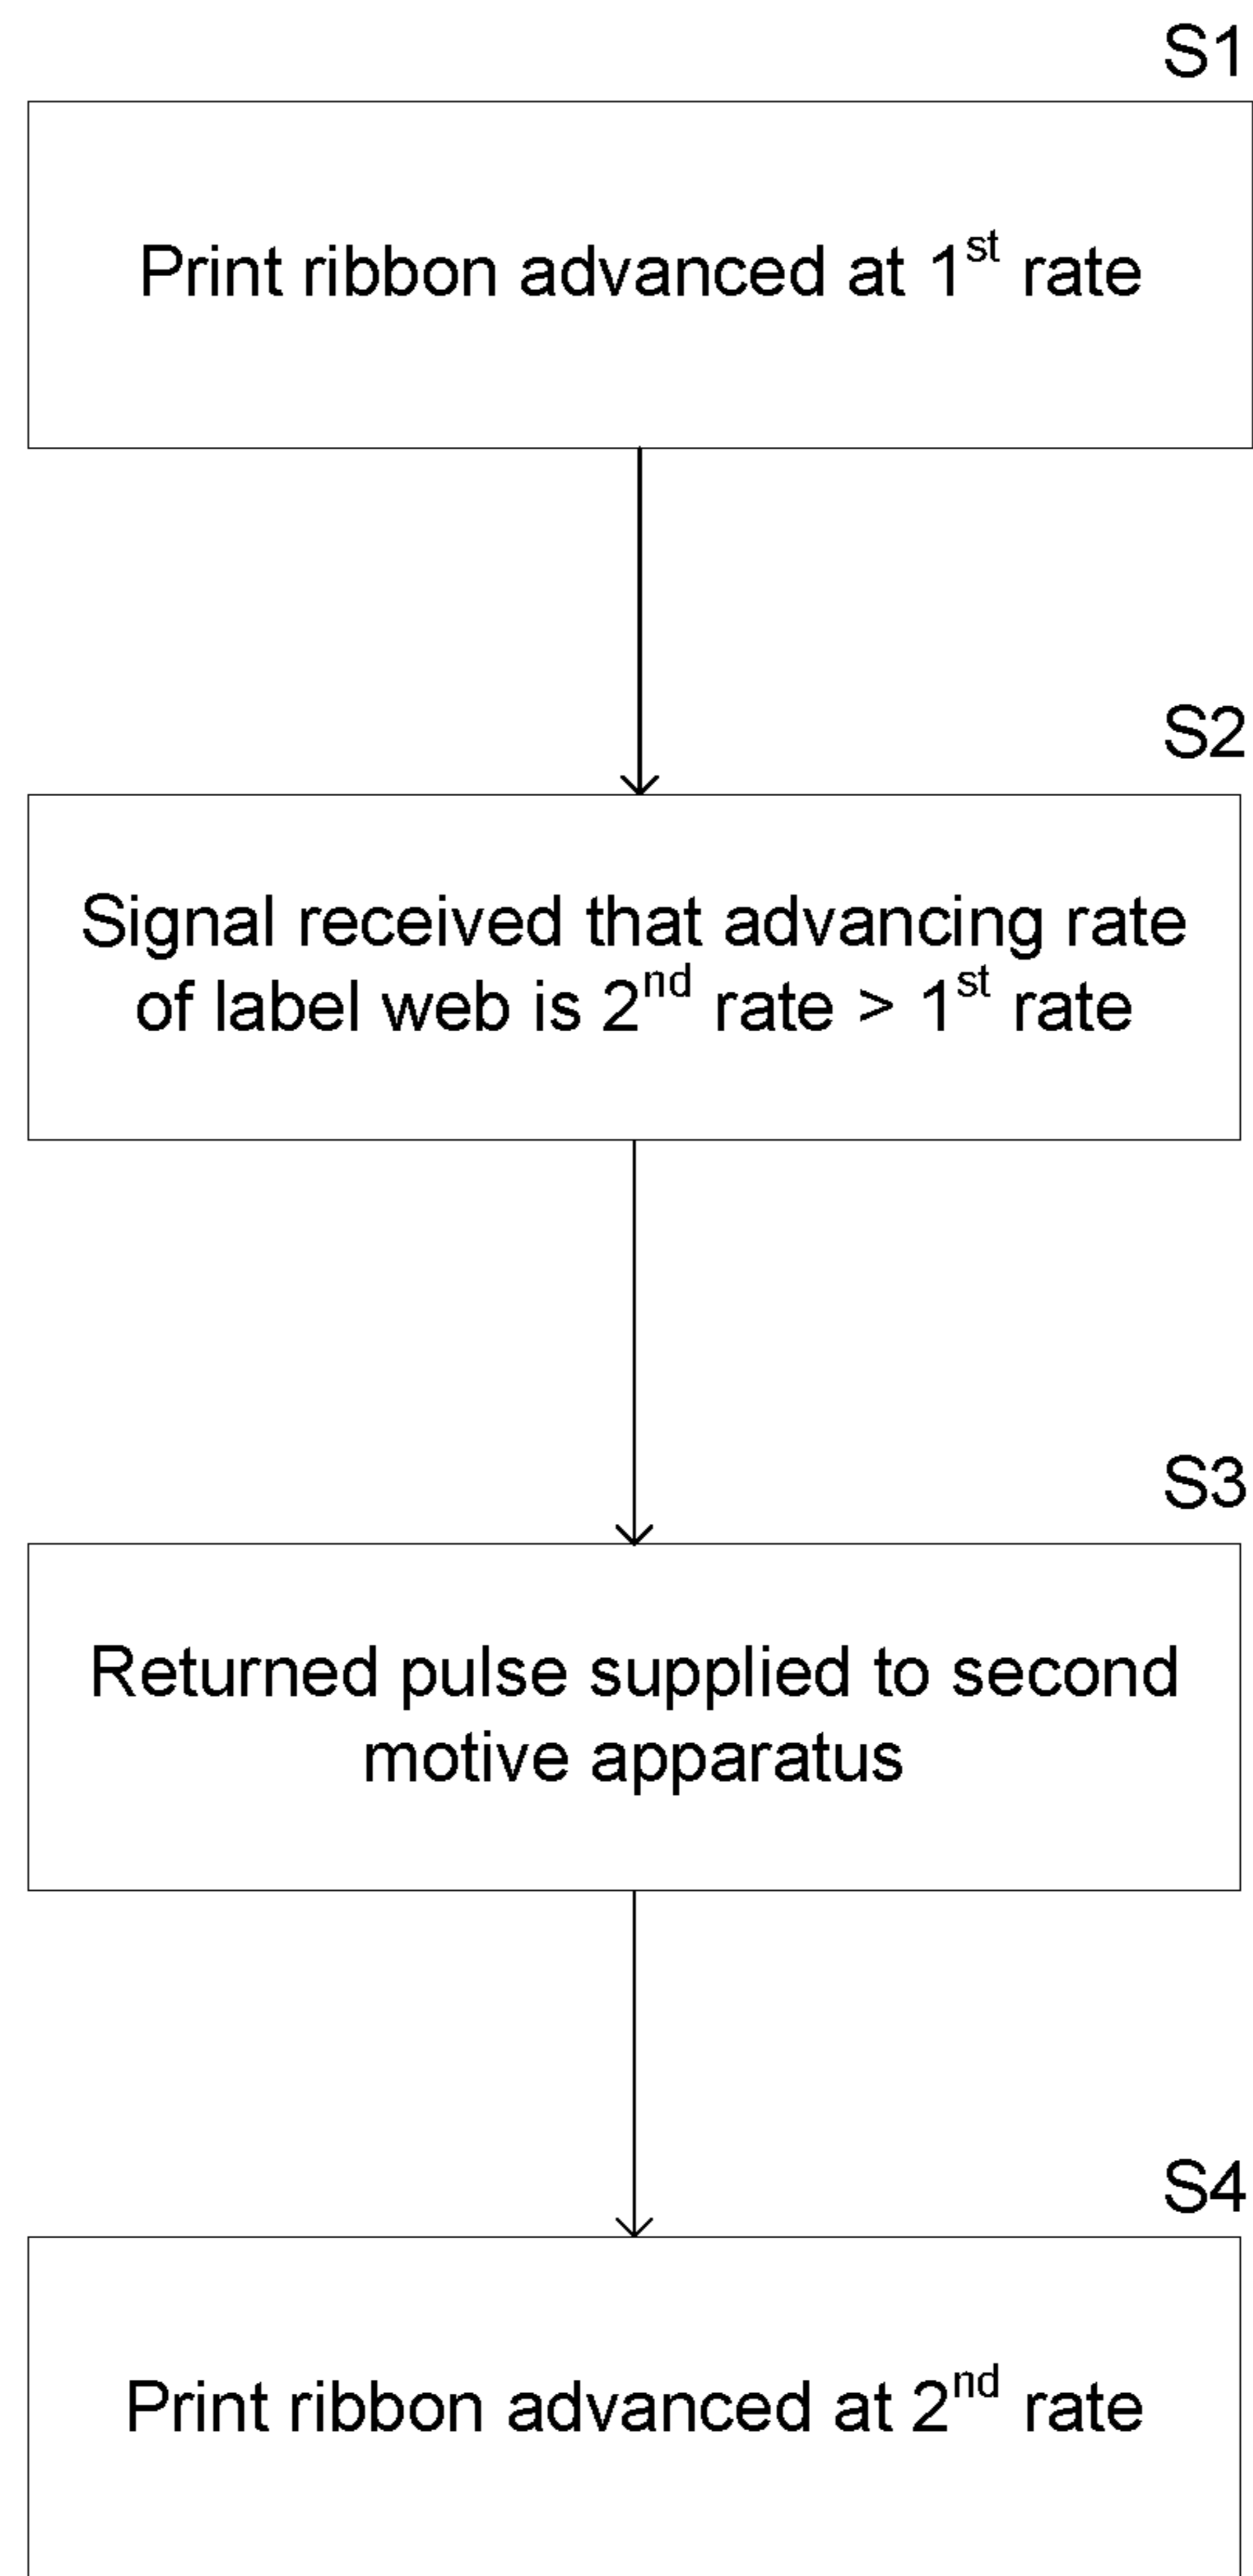 S1
Print ribbon advanced at 1st rate
S2
Signal received that advancing rate
of label web is 2nd rate > 1st rate
S3
Returned pulse supplied to second
motive apparatus
S4
Print ribbon advanced at 2nd rate